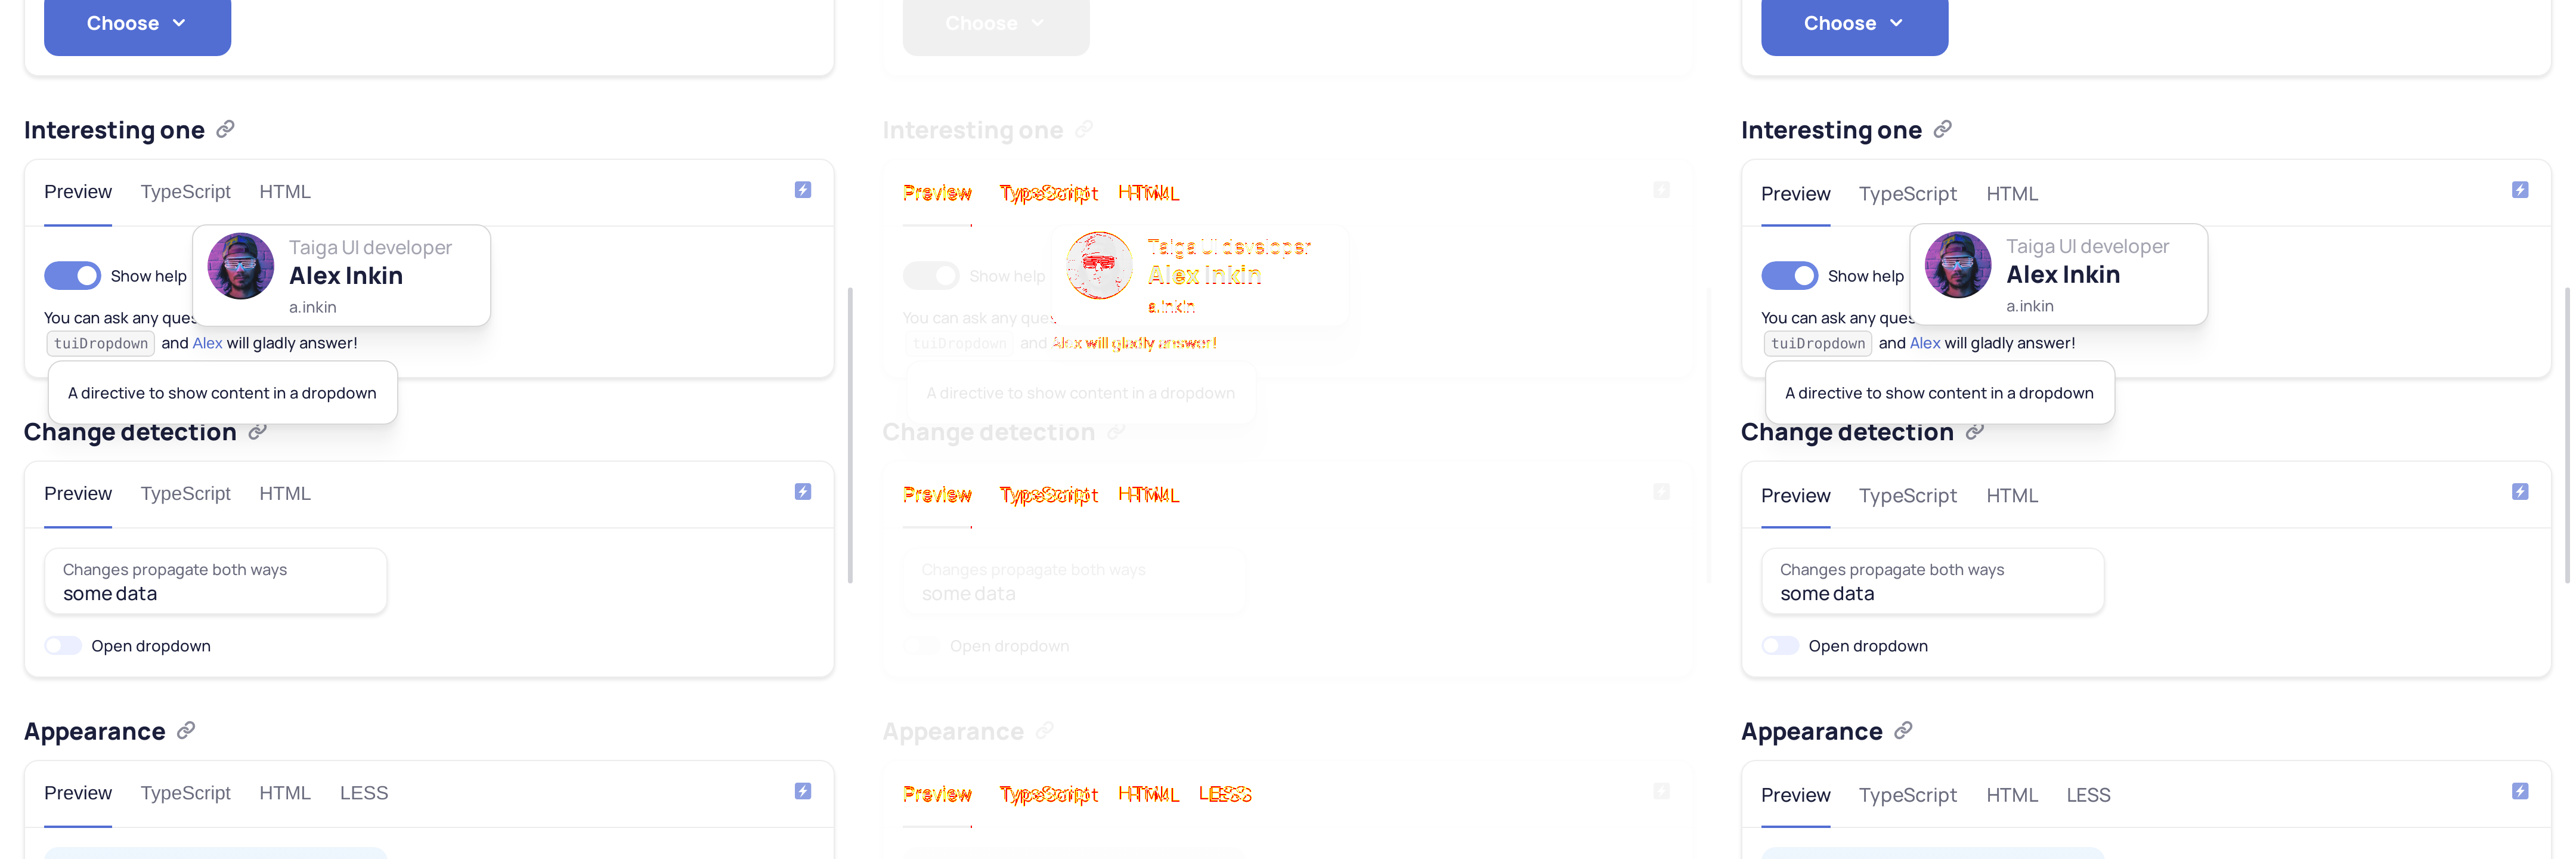 Choose
Interesting one
Preview TypeScript HTML
Taiga UI developer
Alex Inkin
a.inkin
Show help
You can ask any ques
tuiDropdown and Alex will gladly answer!
A directive to show content in a dropdown
Change detection
Preview TypeScript HTML
Changes propagate both ways
some data
Open dropdown
Appearance
Preview TypeScript HTML LESS
Choose
Interesting one
Preview TypeScript HTML
Taiga UI developer
Alex Inkin
a.inkin
Show help
You can ask any ques
tuiDropdown and Alex will gladly answer!
A directive to show content in a dropdown
Change detection
Preview TypeScript HTML
Changes propagate both ways
some data
Open dropdown
Appearance
Preview TypeScript HTML LESS
Choose
Interesting one
Preview TypeScript HTML
Taiga UI developer
Alex Inkin
a.inkin
Show help
You can ask any ques
tuiDropdown and Alex will gladly answer!
A directive to show content in a dropdown
Change detection
Preview TypeScript HTML
Changes propagate both ways
some data
Open dropdown
Appearance
Preview TypeScript HTML LESS